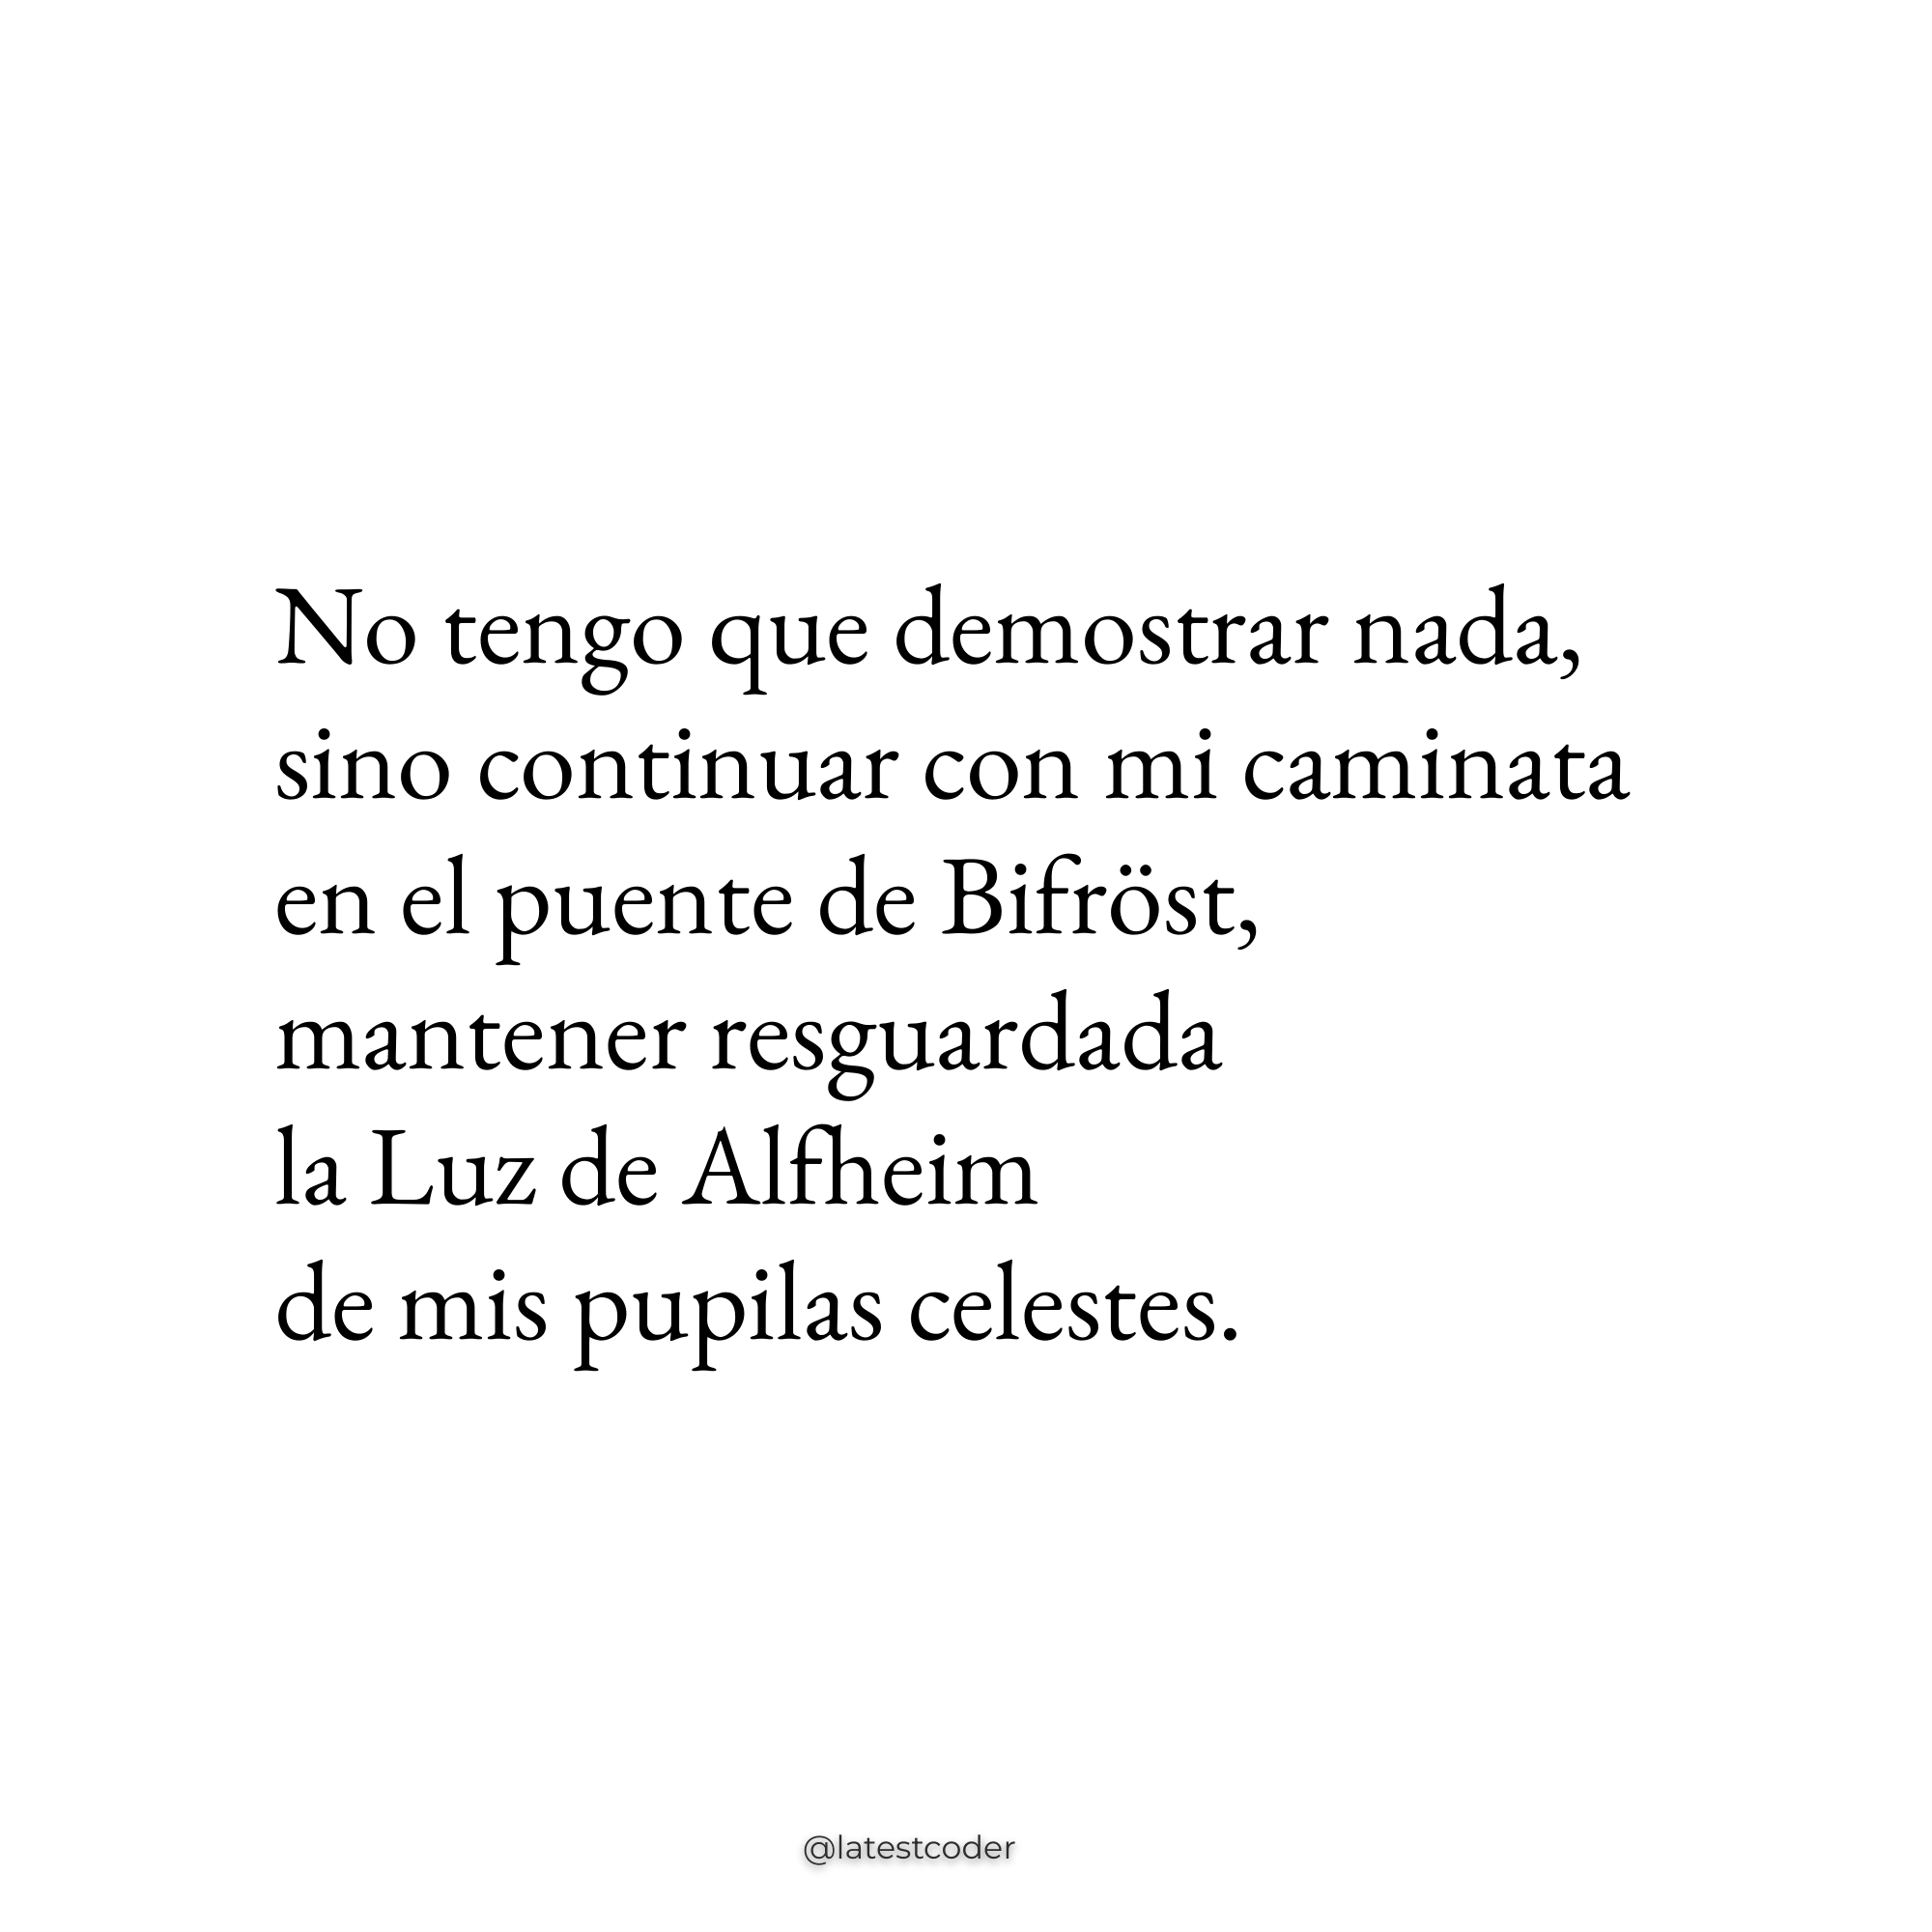 No tengo que demostrar nada,
sino continuar con mi caminata
en el puente de Bifröst,
mantener resguardada
la Luz de Alfheim
de mis pupilas celestes.
@latestcoder